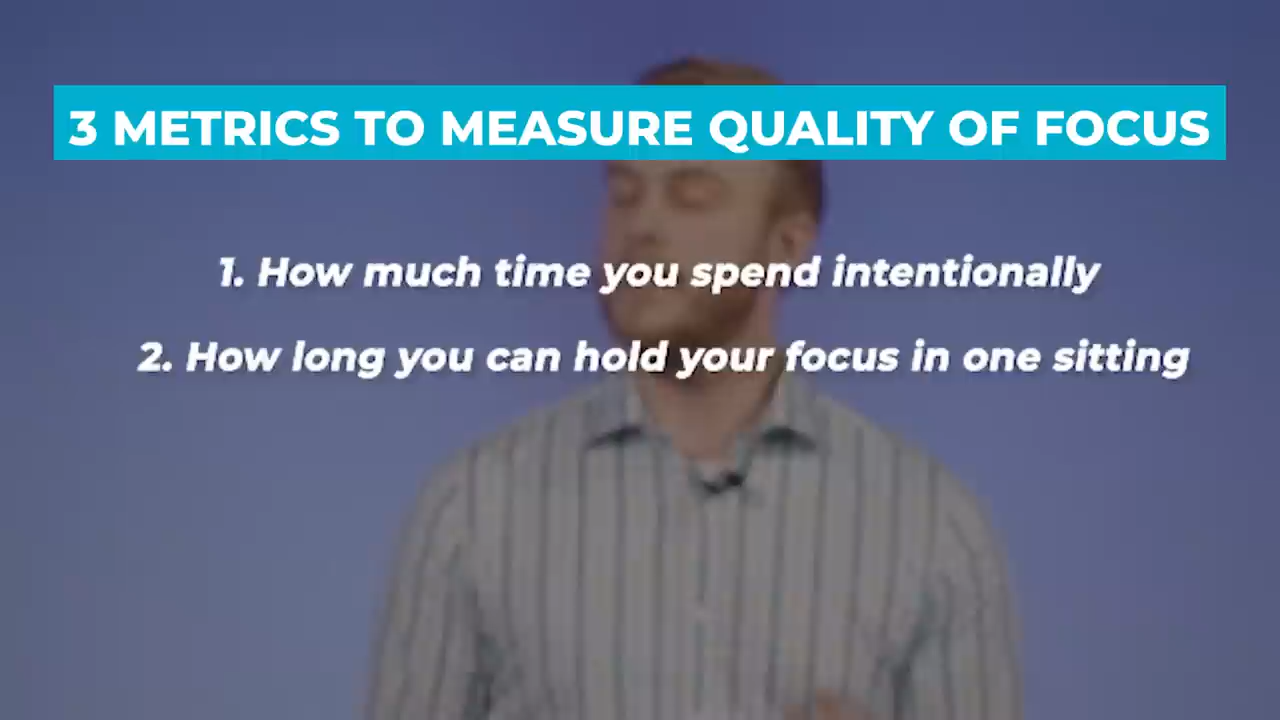 3 METRICS TO MEASURE QUALITY OF FOCUS
1. How much time you spend intentionally
2. How long you can hold your focus in one sitting